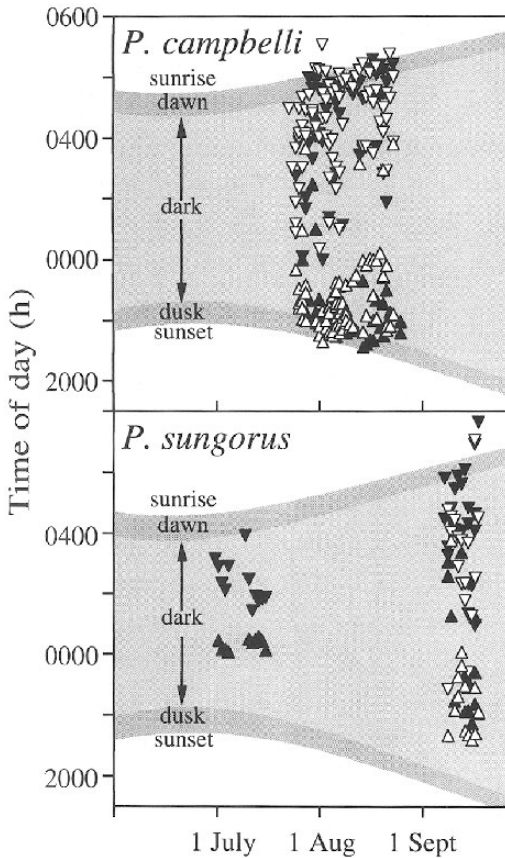 0600
P. campbelli
sunrise
dawn
0400
dark
0000
dusk
sunset
2000
Time of day (h)
P. sungorus
sunrise
dawn
0400
dark
0000
dusk
sunset
2000
1 July 1 Aug 1 Sept